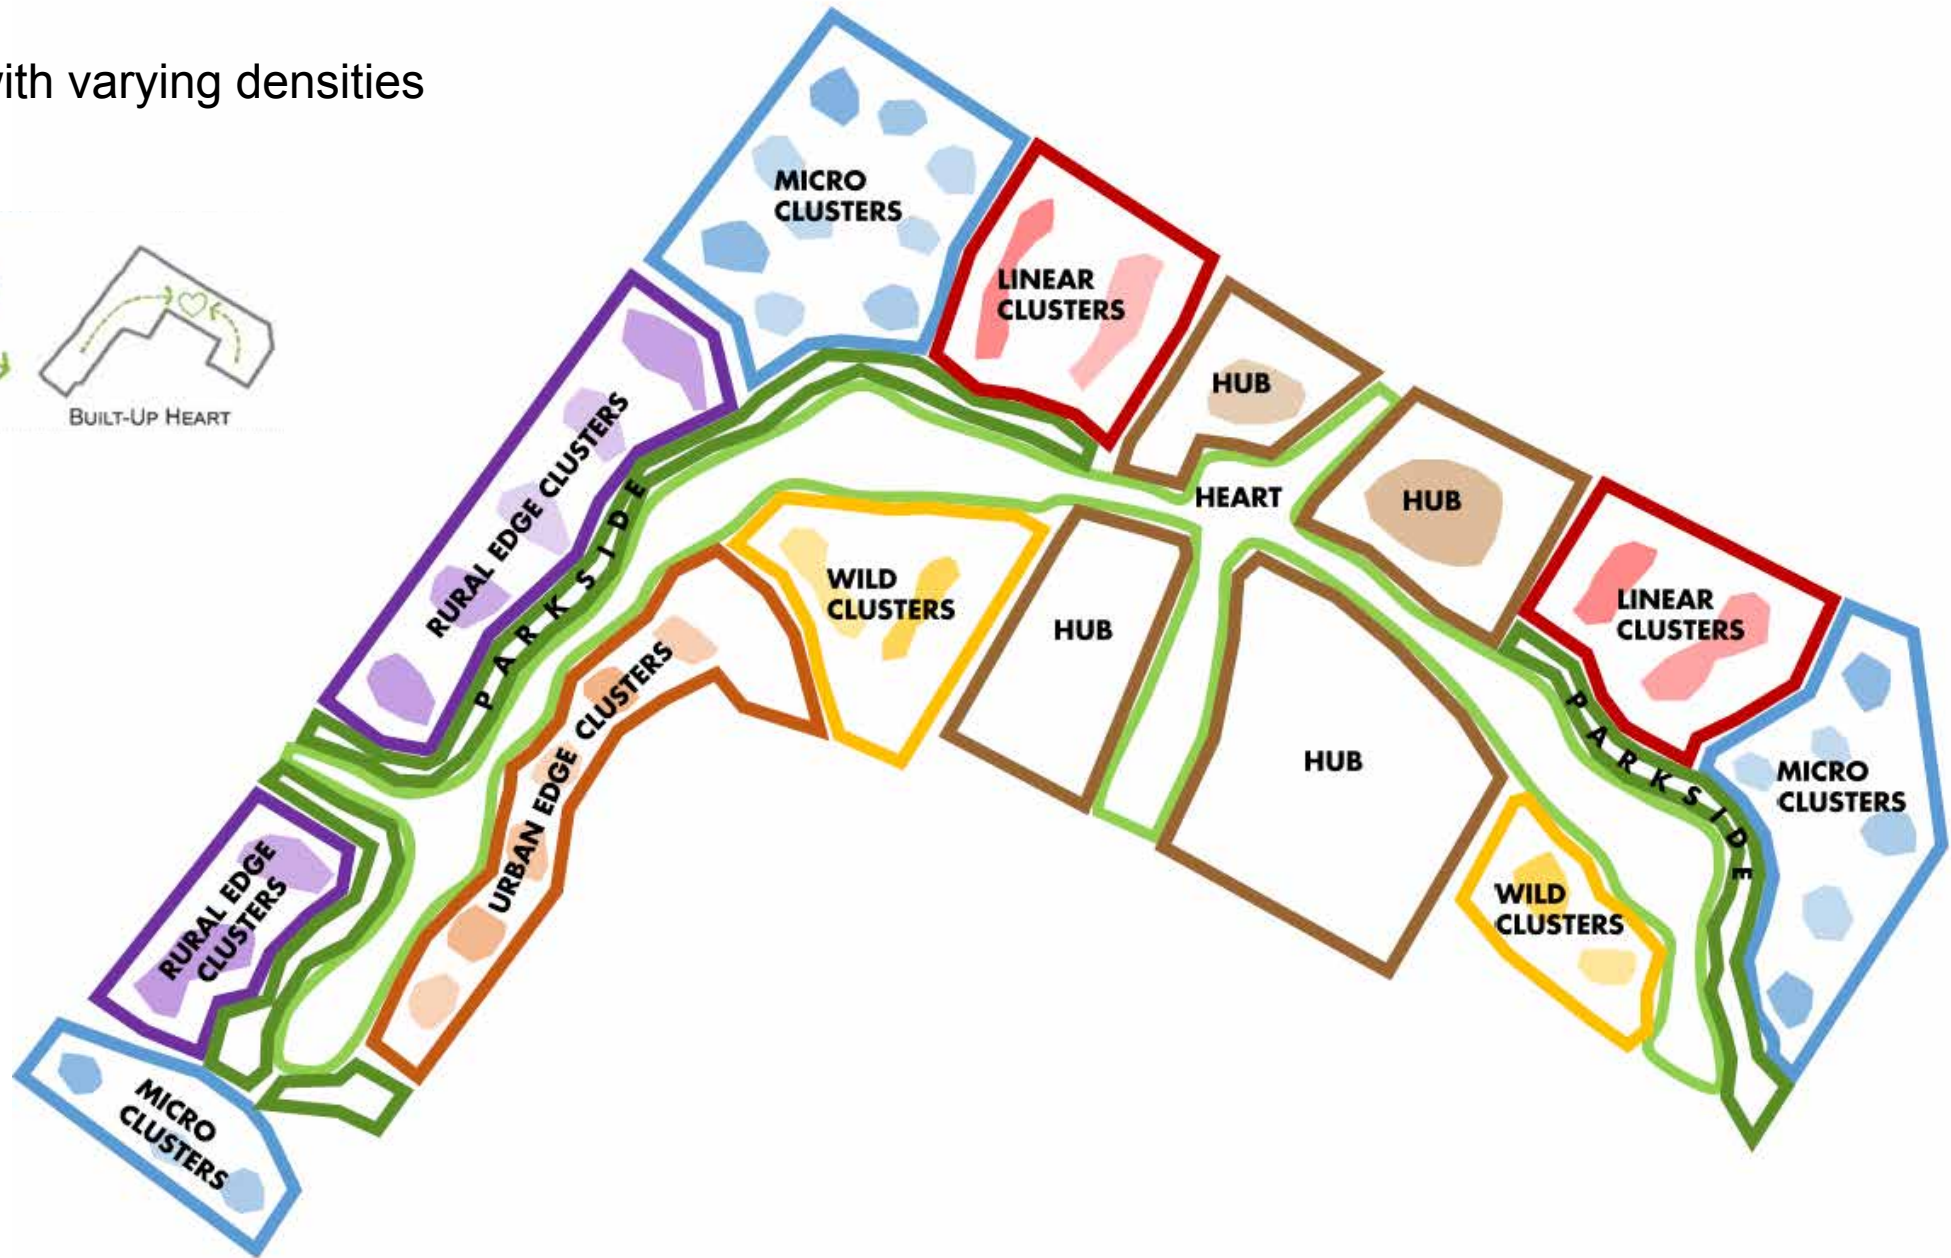 ith varying densities
BUILT-UP HEART
MICRO
CLUSTERS
LINEAR
CLUSTERS
HUB
HUB
HEART
RURAL EDGE CLUSTERS
PARKSIDE
WILD
CLUSTERS
HUB
HUB
LINEAR
CLUSTERS
PARKSIDE
MICRO
CLUSTERS
URBAN EDGE CLUSTERS
WILD
CLUSTERS
RURAL EDGE
CLUSTERS
MICRO
CLUSTERS